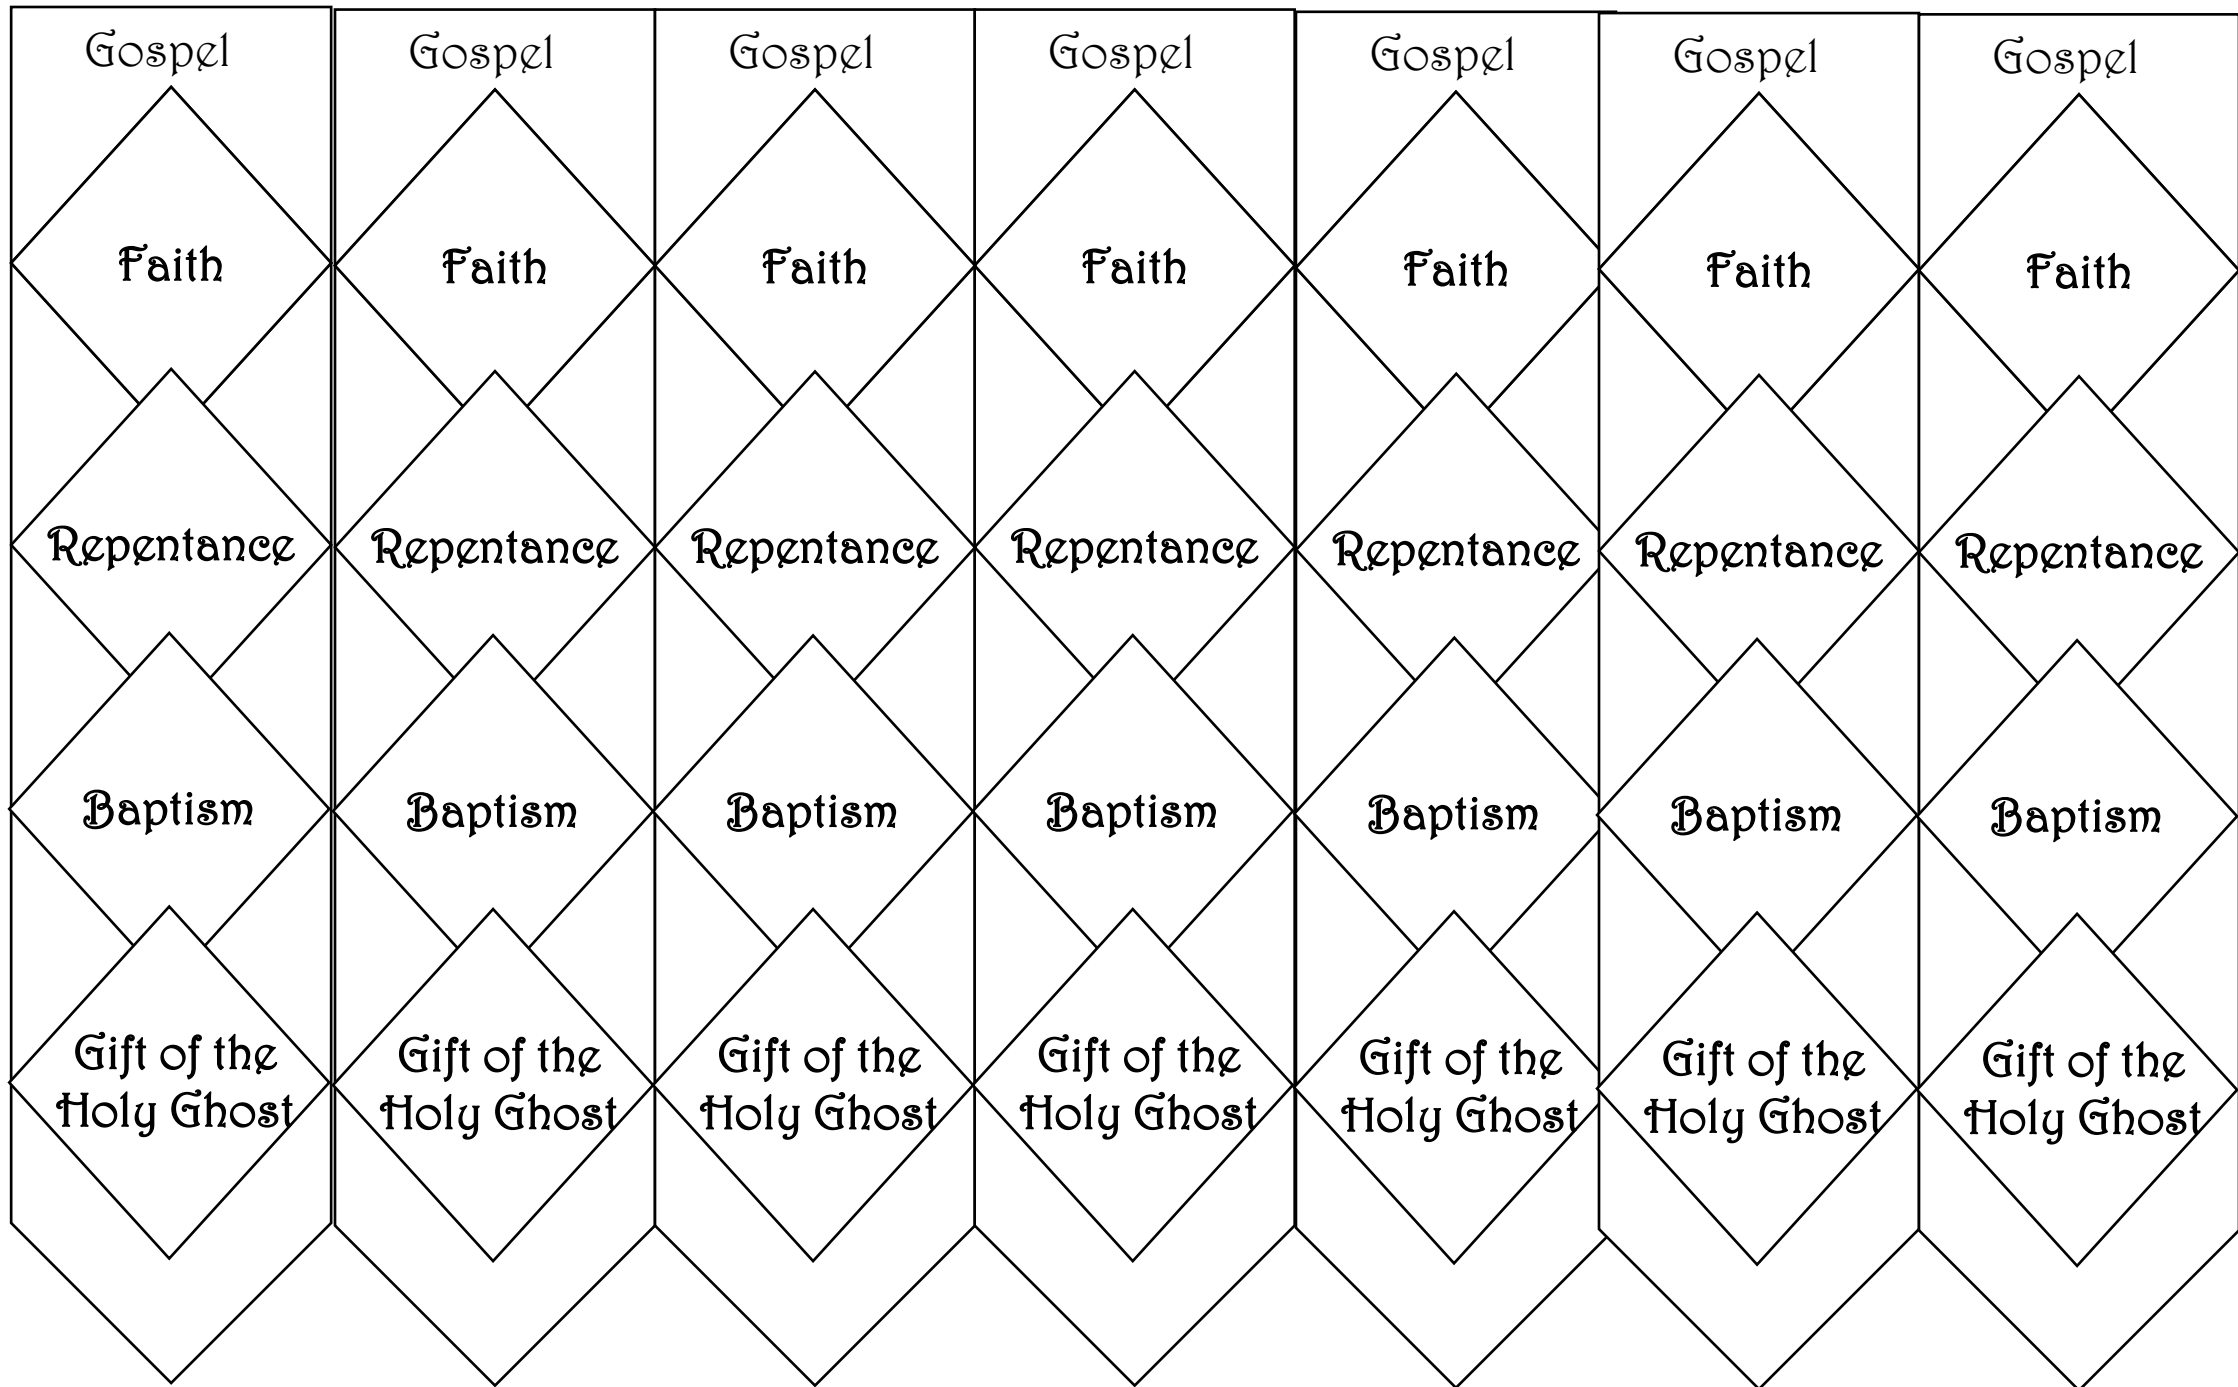 Gospel Gospel Gospel Gospel Gospel Gospel Gospel
Faith Faith Faith Faith Faith Faith Faith
Repentance Repentance Repentance Repentance Repentance Repentance Repentance
Baptism Baptism Baptism Baptism Baptism Baptism Baptism
Gift of the Gift of the Gift of the Gift of the Gift of the Gift of the Gift of the
Holy Ghost Holy Ghost Holy Ghost Holy Ghost Holy Ghost Holy Ghost Holy Ghost